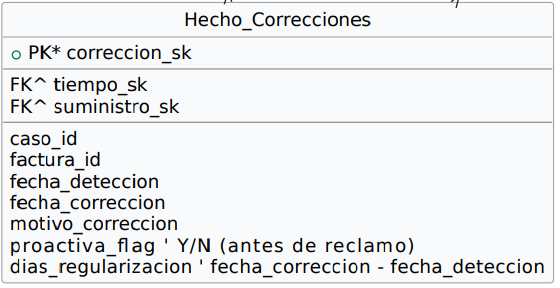 Hecho_Correcciones
PK* correccion_sk
FK^ tiempo_sk
FK^ suministro_sk
caso_id
factura_id
fecha_deteccion
fecha_correccion
motivo_correccion
proactiva_flag ' Y/N (antes de reclamo)
dias_regularizacion ' fecha_correccion - fecha_deteccion